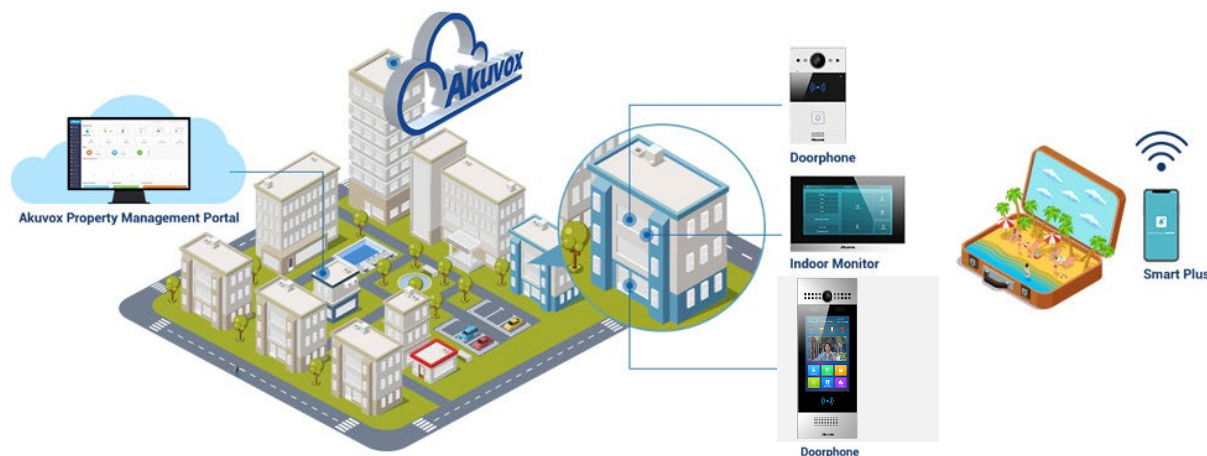 Akuvox
Akuvox Property Management Portal
Doorphone
Indoor Monitor
Smart Plus
Doorphone